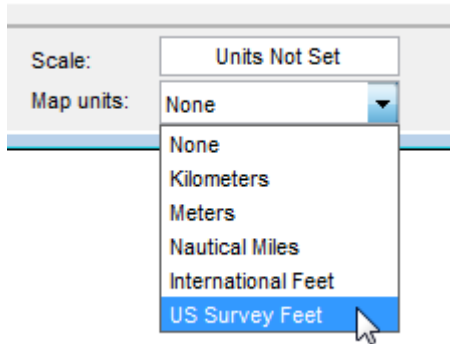 Scale: Units Not Set
Map units: None
None
Kilometers
Meters
Nautical Miles
International Feet
US Survey Feet